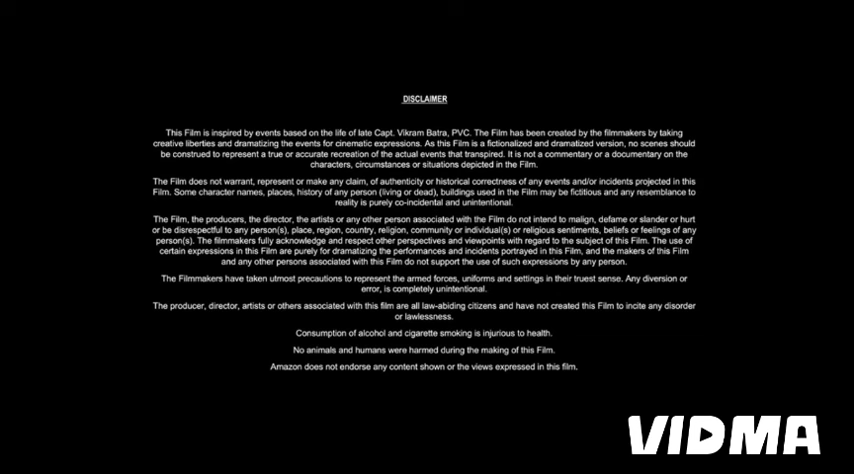 DISCLAIMER
This Film is inspired by events based on the life of late Capt. Vikram Batra, PVC. The Film has been created by the filmmakers by taking
creative liberties and dramatizing the events for cinematic expressions. As this Film is a fictionalized and dramatized version, no scenes should
be construed to represent a true or accurate recreation of the actual events that transpired. It is not a commentary or a documentary on the
characters, circumstances or situations depicted in the Film.
The Film does not warrant, represent or make any claim, of authenticity or historical correctness of any events and/or incidents projected in this
Film. Some character names, places, history of any person (living or dead), buildings used in the Film may be fictitious and any resemblance to
reality is purely co-incidental and unintentional.
The Film, the producers, the director, the artists or any other person associated with the Film do not intend to malign, defame or slander or hurt
or be disrespectful to any person(s), place, region, country, religion, community or individual(s) or religious sentiments, beliefs or feelings of any
person(s). The filmmakers fully acknowledge and respect other perspectives and viewpoints with regard to the subject of this Film. The use of
certain expressions in this Film are purely for dramatizing the performances and incidents portrayed in this Film, and the makers of this Film
and any other persons associated with this Film do not support the use of such expressions by any person.
The Filmmakers have taken utmost precautions to represent the armed forces, uniforms and settings in their truest sense. Any diversion or
error, is completely unintentional.
The producer, director, artists or others associated with this film are all law-abiding citizens and have not created this Film to incite any disorder
or lawlessness.
Consumption of alcohol and cigarette smoking is injurious to health.
No animals and humans were harmed during the making of this Film.
Amazon does not endorse any content shown or the views expressed in this film.
VIDMA